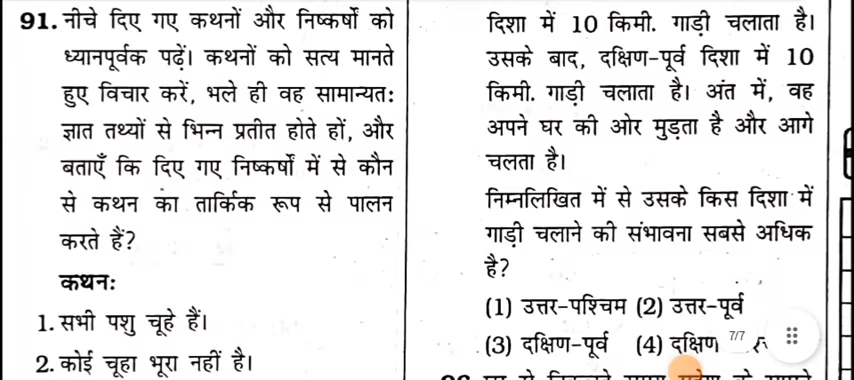 91. नीचे दिए गए कथनों और निष्कर्षों को
ध्यानपूर्वक पढ़ें। कथनों को सत्य मानते
हुए विचार करें, भले ही वह सामान्यतः
ज्ञात तथ्यों से भिन्न प्रतीत होते हों, और
बताएँ कि दिए गए निष्कर्षों में से कौन
से कथन का तार्किक रूप से पालन
करते हैं?
कथनः
1. सभी पशु चूहे हैं।
2. कोई चूहा भूरा नहीं है।
दिशा में 10 किमी. गाड़ी चलाता है।
उसके बाद, दक्षिण-पूर्व दिशा में 10
किमी. गाड़ी चलाता है। अंत में, वह
अपने घर की ओर मुड़ता है और आगे
चलता है।
निम्नलिखित में से उसके किस दिशा में
गाड़ी चलाने की संभावना सबसे अधिक
है?
(1) उत्तर-पश्चिम (2) उत्तर-पूर्व
(3) दक्षिण-पूर्व (4) दक्षिण
7/7